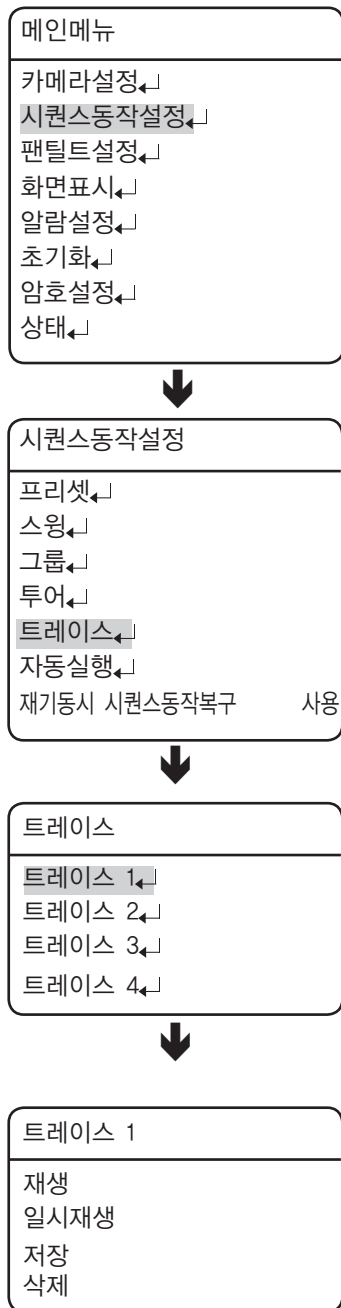 메인메뉴
카메라설정↵
시퀀스동작설정↵
팬틸트설정↵
화면표시↵
알람설정↵
초기화↵
암호설정↵
상태↵
시퀀스동작설정
프리셋↵
스윙↵
그룹↵
투어↵
트레이스↵
자동실행↵
재기동시 시퀀스동작복구 사용
트레이스
트레이스 1↵
트레이스 2↵
트레이스 3↵
트레이스 4↵
트레이스 1
재생
일시재생
저장
삭제